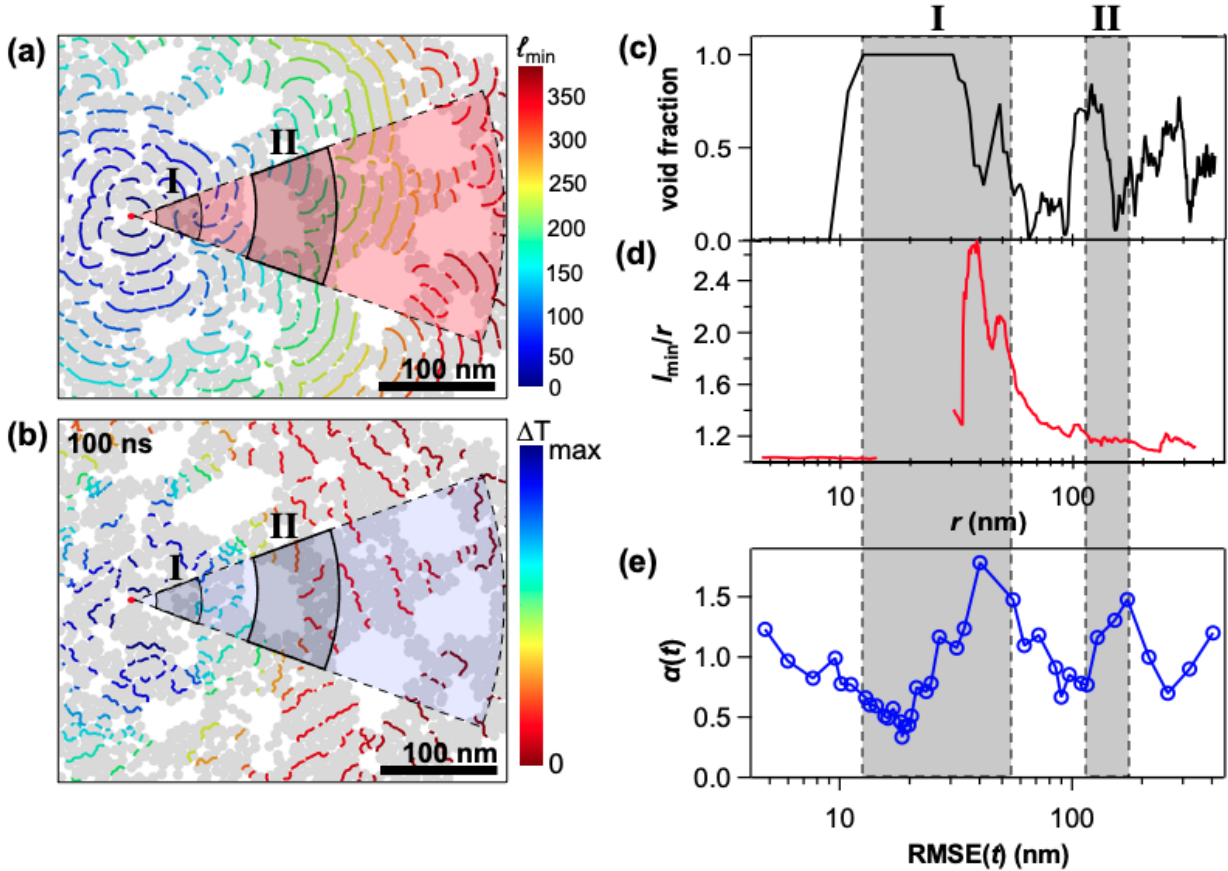 (a)
I
II
100 nm
ℓmin
350
300
250
200
150
100
50
0
(b)
100 ns
I
II
100 nm
ΔT
max
0
I
II
(c)
void fraction
1.0
0.5
0.0
(d)
lmin/r
2.4
2.0
1.6
1.2
10
100
r (nm)
(e)
α(t)
1.5
1.0
0.5
0.0
10
100
RMSE(t) (nm)